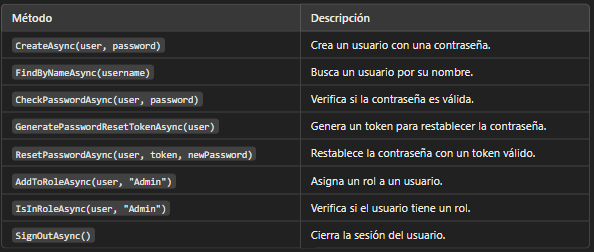 Método Descripción
CreateAsync(user, password) Crea un usuario con una contraseña.
FindByNameAsync(username) Busca un usuario por su nombre.
CheckPasswordAsync(user, password) Verifica si la contraseña es válida.
GeneratePasswordResetTokenAsync(user) Genera un token para restablecer la contraseña.
ResetPasswordAsync(user, token, newPassword) Restablece la contraseña con un token válido.
AddToRoleAsync(user, "Admin") Asigna un rol a un usuario.
IsInRoleAsync(user, "Admin") Verifica si el usuario tiene un rol.
SignOutAsync() Cierra la sesión del usuario.